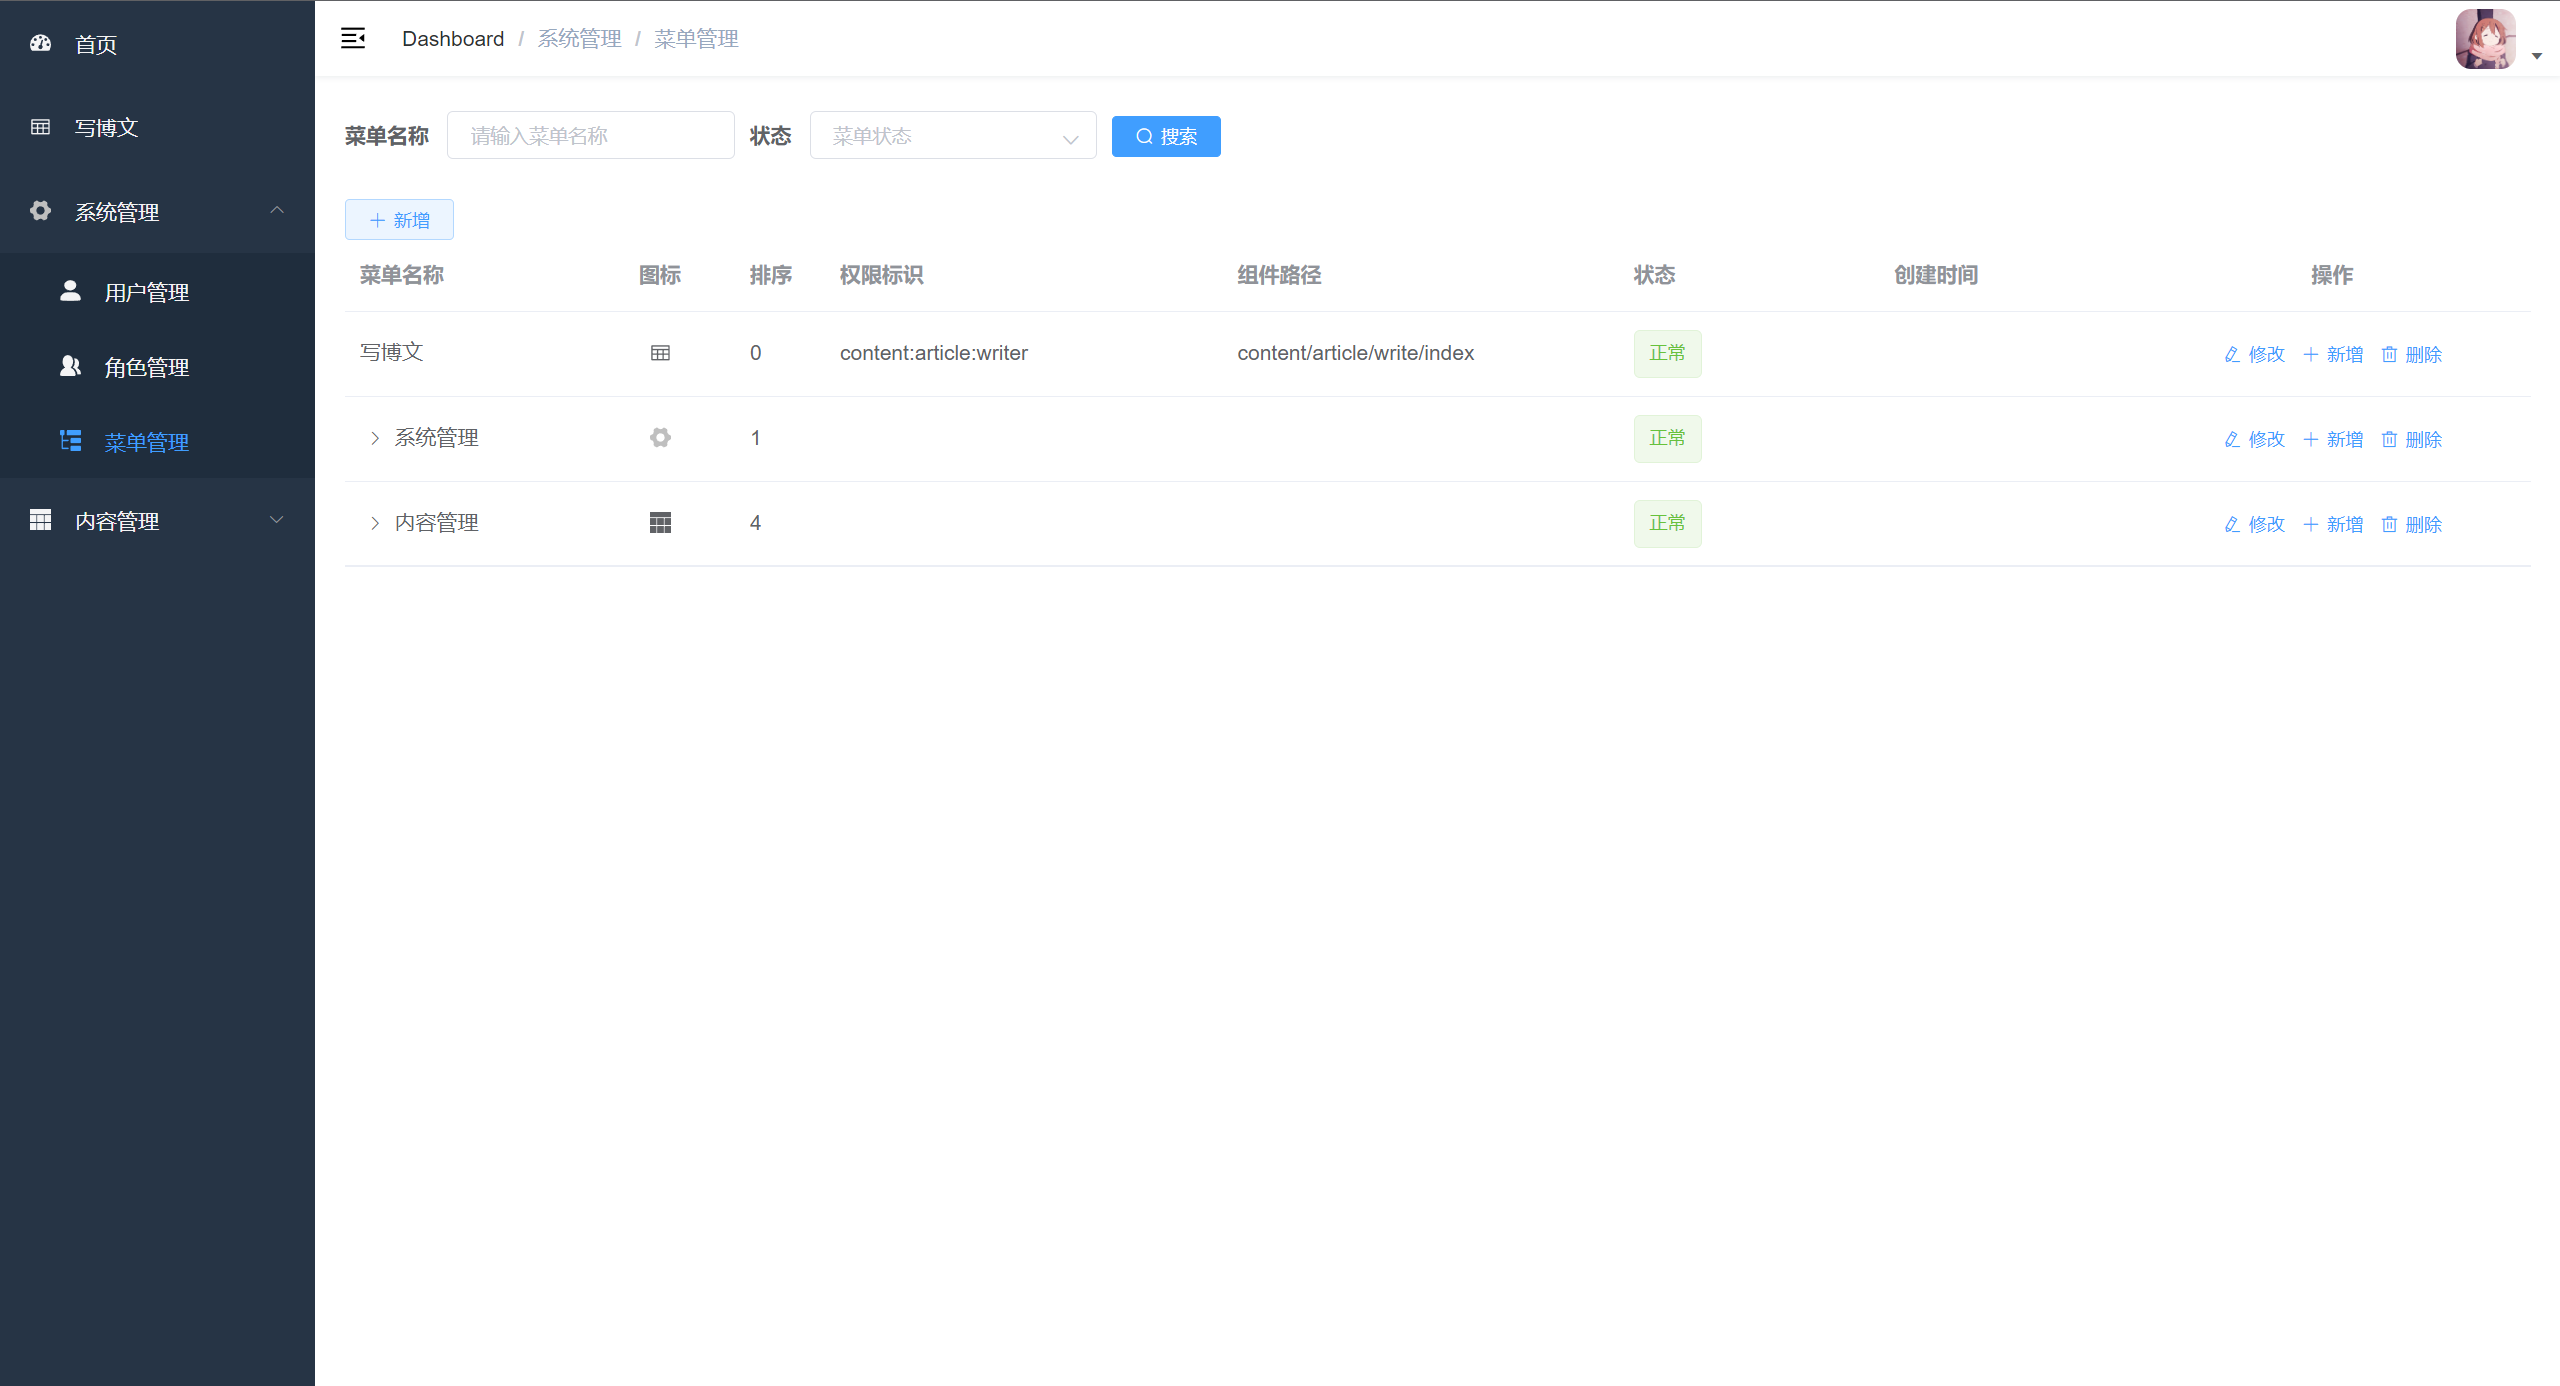 首页
写博文
系统管理
用户管理
角色管理
菜单管理
内容管理
Dashboard / 系统管理 / 菜单管理
菜单名称 请输入菜单名称 状态 菜单状态 搜索
新增
菜单名称 图标 排序 权限标识 组件路径 状态 创建时间 操作
写博文 0 content:article:writer content/article/write/index 正常 修改 新增 删除
系统管理 1 正常 修改 新增 删除
内容管理 4 正常 修改 新增 删除